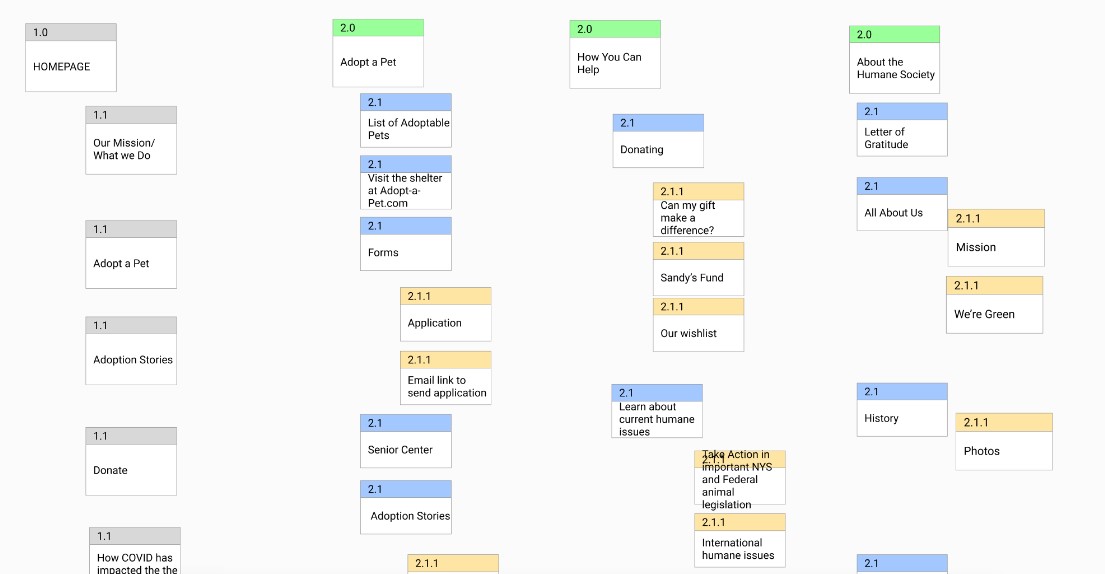 1.0
HOMEPAGE
1.1
Our Mission/
What we Do
1.1
Adopt a Pet
1.1
Adoption Stories
1.1
Donate
1.1
How COVID has
impacted the the
2.0
Adopt a Pet
2.1
List of Adoptable
Pets
2.1
Visit the shelter
at Adopt-a-
Pet.com
2.1
Forms
2.1.1
Application
2.1.1
Email link to
send application
2.1
Senior Center
2.1
Adoption Stories
2.1.1
2.0
How You Can
Help
2.1
Donating
2.1.1
Can my gift
make a
difference?
2.1.1
Sandy's Fund
2.1.1
Our wishlist
2.1
Learn about
current humane
issues
2.1.1
Take Action in
important NYS
and Federal
animal
legislation
2.1.1
International
humane issues
2.0
About the
Humane Society
2.1
Letter of
Gratitude
2.1
All About Us
2.1.1
Mission
2.1.1
We're Green
2.1
History
2.1.1
Photos
2.1